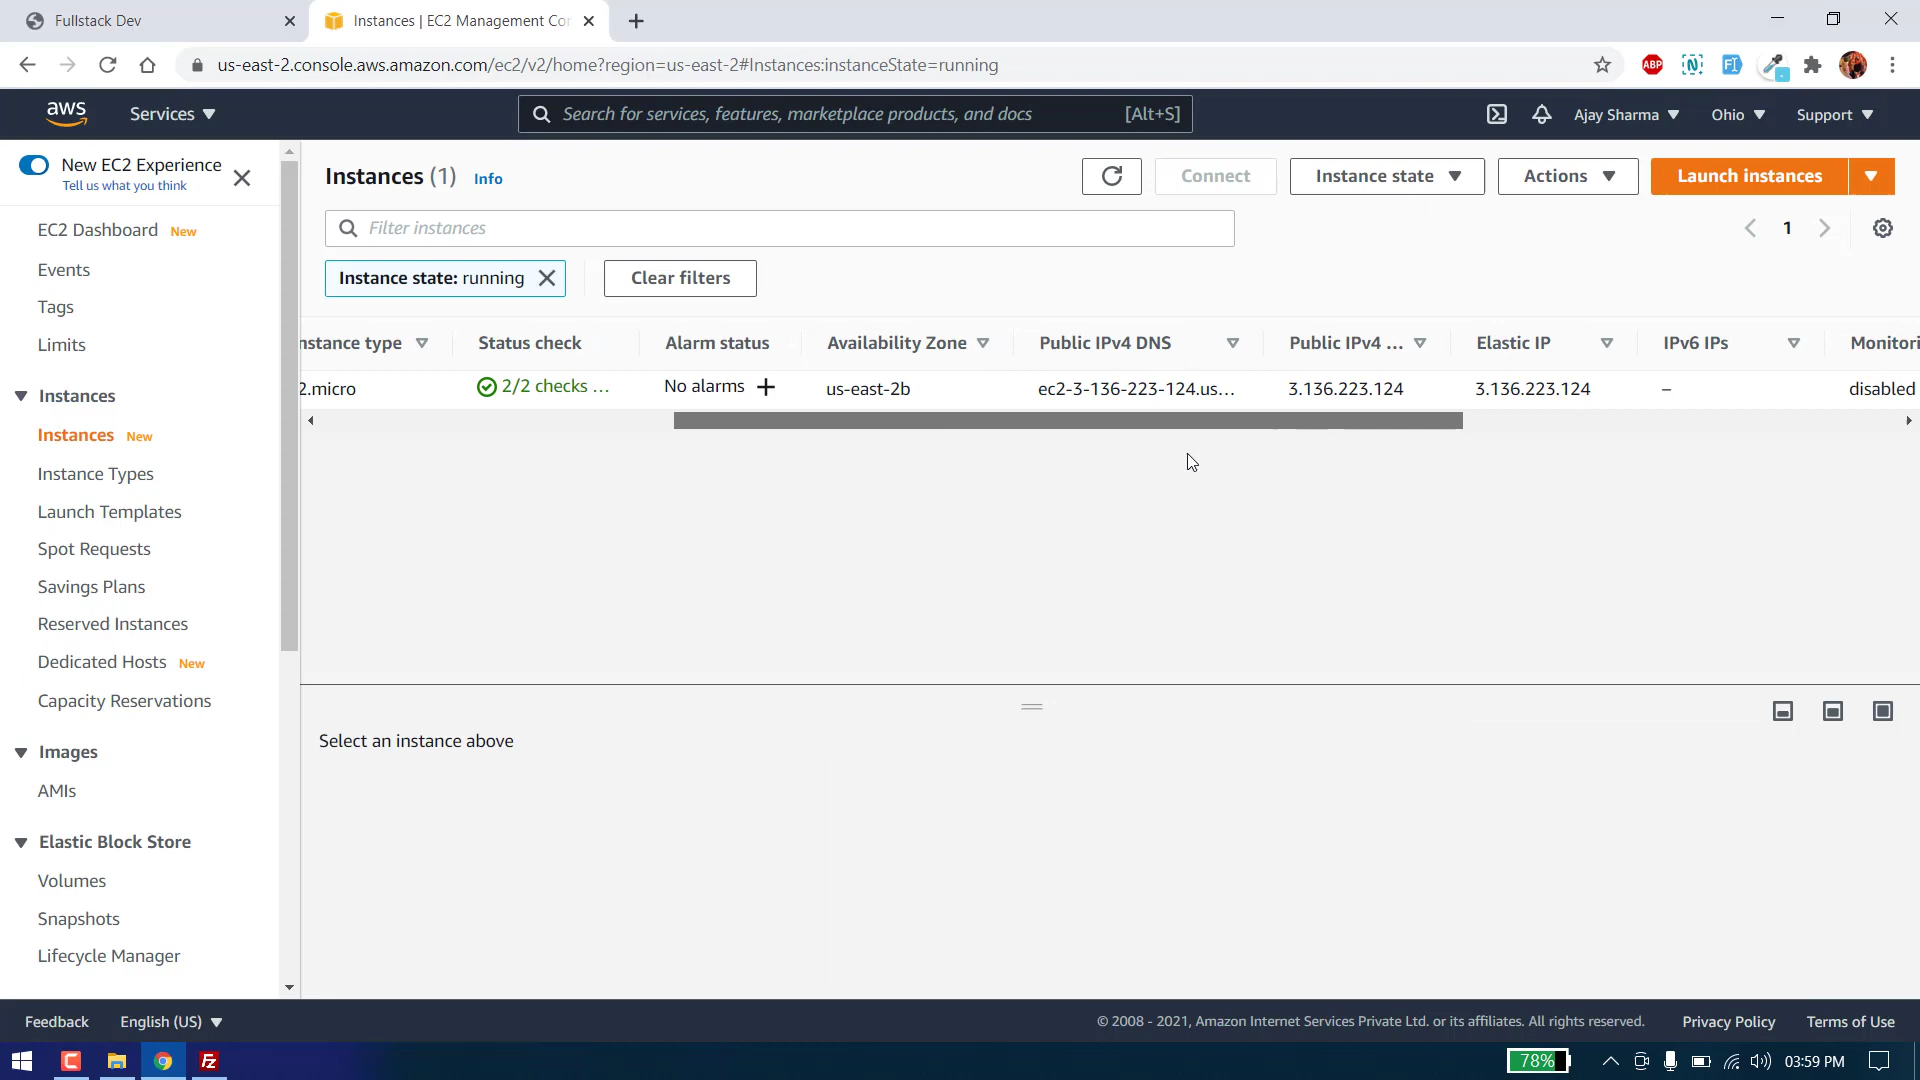 Fullstack Dev
Instances | EC2 Management Co
us-east-2.console.aws.amazon.com/ec2/v2/home?region=us-east-2#Instances:instanceState=running
ABP
N
FI
aws
Services
Search for services, features, marketplace products, and docs
[Alt+S]
Ajay Sharma
Ohio
Support
New EC2 Experience
Tell us what you think
EC2 Dashboard New
Events
Tags
Limits
Instances
Instances New
Instance Types
Launch Templates
Spot Requests
Savings Plans
Reserved Instances
Dedicated Hosts New
Capacity Reservations
Images
AMIs
Elastic Block Store
Volumes
Snapshots
Lifecycle Manager
Instances (1) Info
Connect
Instance state
Actions
Launch instances
Filter instances
1
Instance state: running
Clear filters
nstance type Status check Alarm status Availability Zone Public IPv4 DNS Public IPv4 ... Elastic IP IPv6 IPs Monitori
2.micro 2/2 checks ... No alarms + us-east-2b ec2-3-136-223-124.us... 3.136.223.124 3.136.223.124 – disabled
Select an instance above
Feedback
English (US)
© 2008 - 2021, Amazon Internet Services Private Ltd. or its affiliates. All rights reserved.
Privacy Policy
Terms of Use
C
FZ
78%
03:59 PM